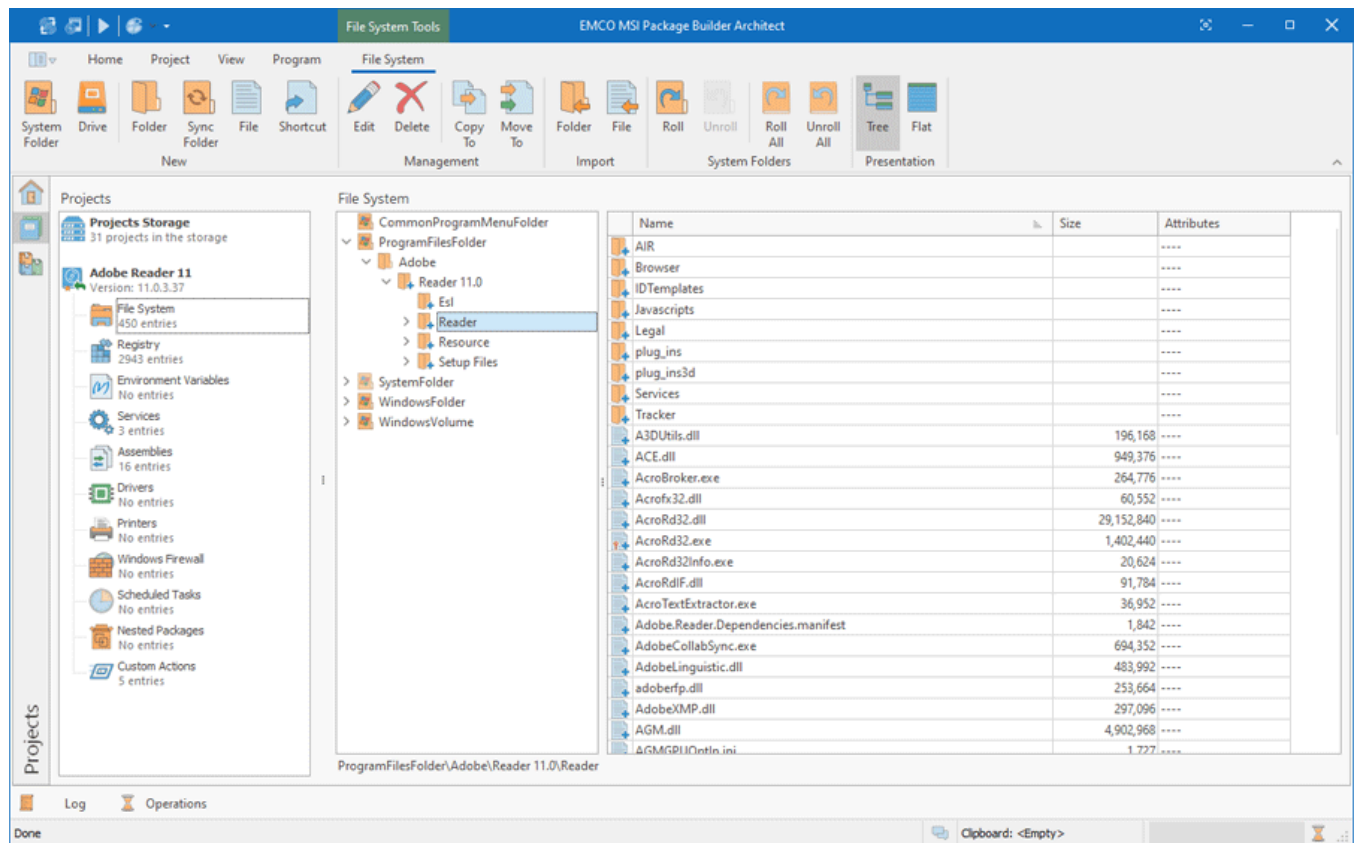 File System Tools
EMCO MSI Package Builder Architect
Home Project View Program File System
System Folder
Drive
Folder
Sync Folder
File
Shortcut
Edit
Delete
Copy To
Move To
Folder
File
Roll
Unroll
Roll All
Unroll All
Tree
Flat
New
Management
Import
System Folders
Presentation
Projects
Projects
Projects Storage
31 projects in the storage
Adobe Reader 11
Version: 11.0.3.37
File System
450 entries
Registry
2943 entries
Environment Variables
No entries
Services
3 entries
Assemblies
16 entries
Drivers
No entries
Printers
No entries
Windows Firewall
No entries
Scheduled Tasks
No entries
Nested Packages
No entries
Custom Actions
5 entries
File System
CommonProgramMenuFolder
ProgramFilesFolder
Adobe
Reader 11.0
Esl
Reader
Resource
Setup Files
SystemFolder
WindowsFolder
WindowsVolume
Name Size Attributes
AIR ----
Browser ----
IDTemplates ----
Javascripts ----
Legal ----
plug_ins ----
plug_ins3d ----
Services ----
Tracker ----
A3DUtils.dll 196,168 ----
ACE.dll 949,376 ----
AcroBroker.exe 264,776 ----
Acrofx32.dll 60,552 ----
AcroRd32.dll 29,152,840 ----
AcroRd32.exe 1,402,440 ----
AcroRd32Info.exe 20,624 ----
AcroRdIF.dll 91,784 ----
AcroTextExtractor.exe 36,952 ----
Adobe.Reader.Dependencies.manifest 1,842 ----
AdobeCollabSync.exe 694,352 ----
AdobeLinguistic.dll 483,992 ----
adoberfp.dll 253,664 ----
AdobeXMP.dll 297,096 ----
AGM.dll 4,902,968 ----
AGMGPUOptIn.ini 1,727 ----
ProgramFilesFolder\Adobe\Reader 11.0\Reader
Log Operations
Done
Clipboard: <Empty>